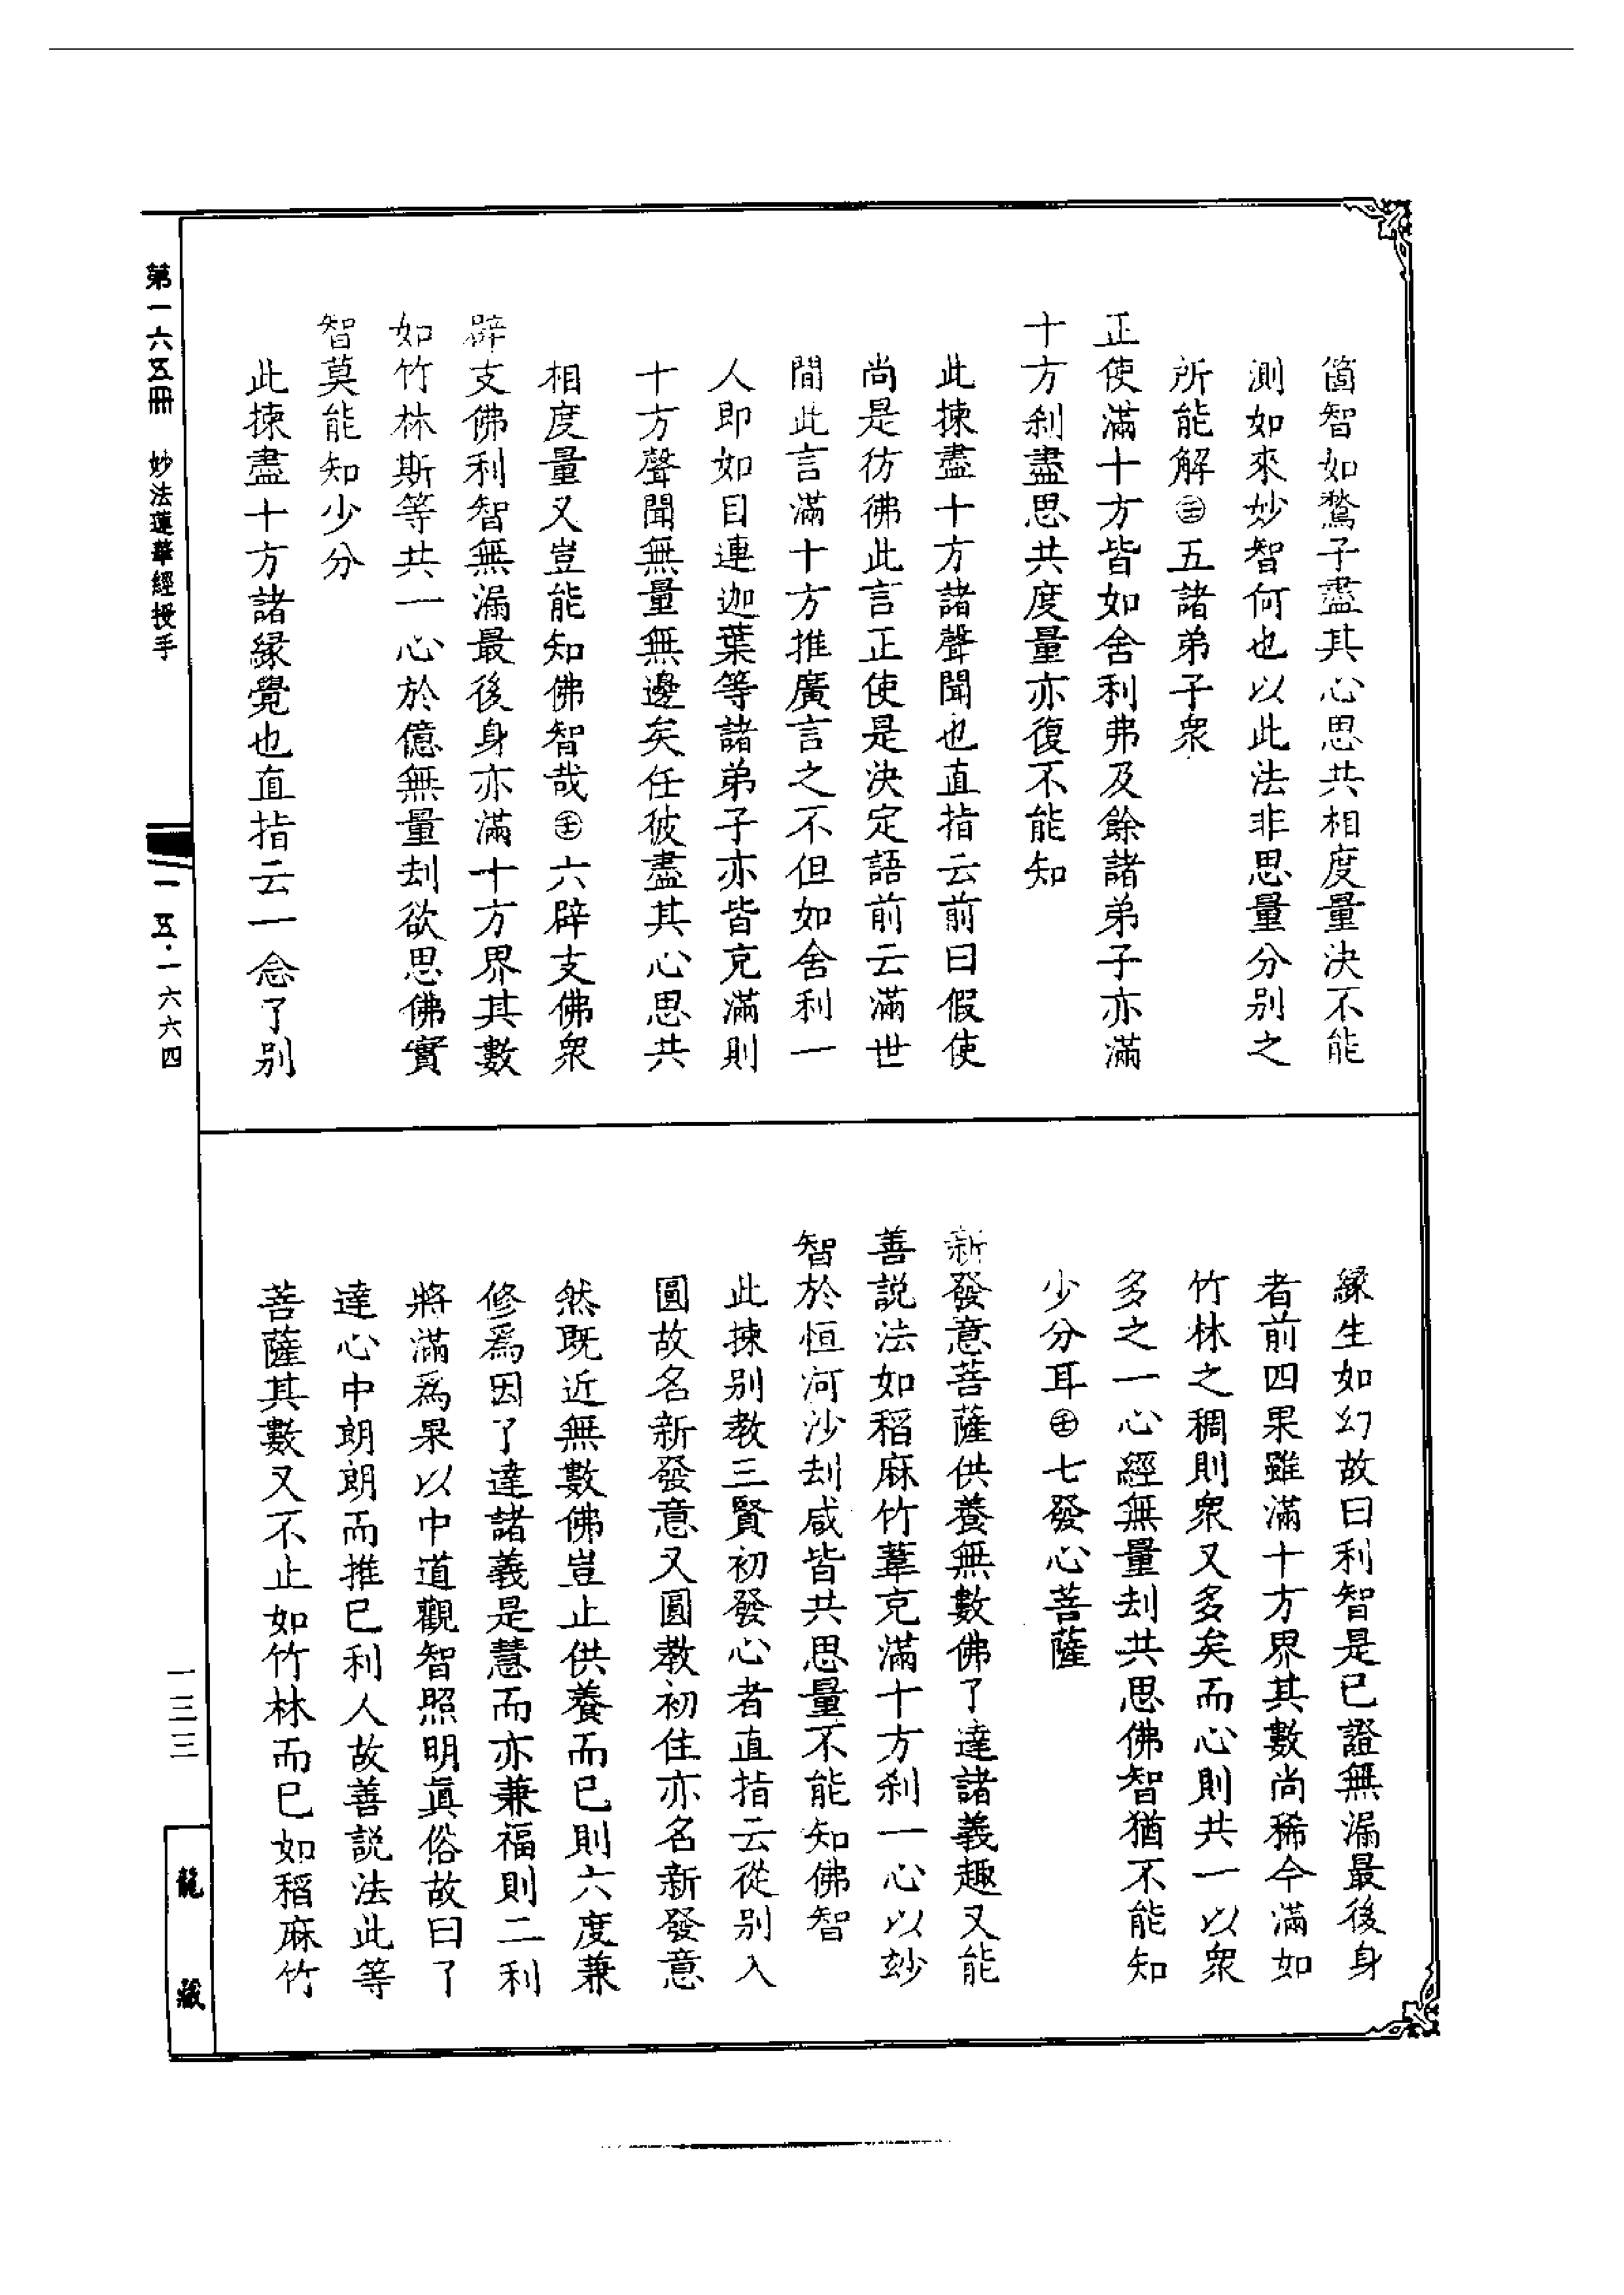 箇智如鶖子盡其心思共相度量決不能
測如來妙智何也以此法非思量分别之
所能解㊣五諸弟子衆
正使滿十方皆如舍利弗及餘諸弟子亦滿
十方刹盡思共度量亦復不能知
此揀盡十方諸聲聞也直指云前曰假使
尚是彷彿此言正使是決定語前云滿世
間此言滿十方推廣言之不但如舍利一
人即如目連迦葉等諸弟子亦皆充滿則
十方聲聞無量無邊矣任彼盡其心思共
相度量又豈能知佛智哉六辟支佛衆
辟支佛利智無漏最後身亦滿十方界其數
如竹林斯等共一心於億無量刦欲思佛實
智莫能知少分
此揀盡十方諸縁覺也直指云一念了别
縁生如幻故曰利智是已證無漏最後身
者前四果雖滿十方界其數尚稀今滿如
竹林之稠則衆又多矣而心則共一以衆
多之一心經無量刦共思佛智猶不能知
少分耳七發心菩薩
新發意菩薩供養無數佛了達諸義趣又能
善説法如稻麻竹葦充滿十方刹一心以玅
智於恒河沙刦咸皆共思量不能知佛智
此揀别教三賢初發心者直指云從别入
圓故名新發意又圓教初住亦名新發意
然既近無數佛豈止供養而已則六度兼
修爲因了達諸義是慧而亦兼福則二利
將滿爲果以中道觀智照明眞俗故曰了
達心中朗朗而推已利人故善説法此等
菩薩其數又不止如竹林而已如稻麻竹
第一六五冊　妙法蓮華經授手
一五·一六六四
一三三
龍藏